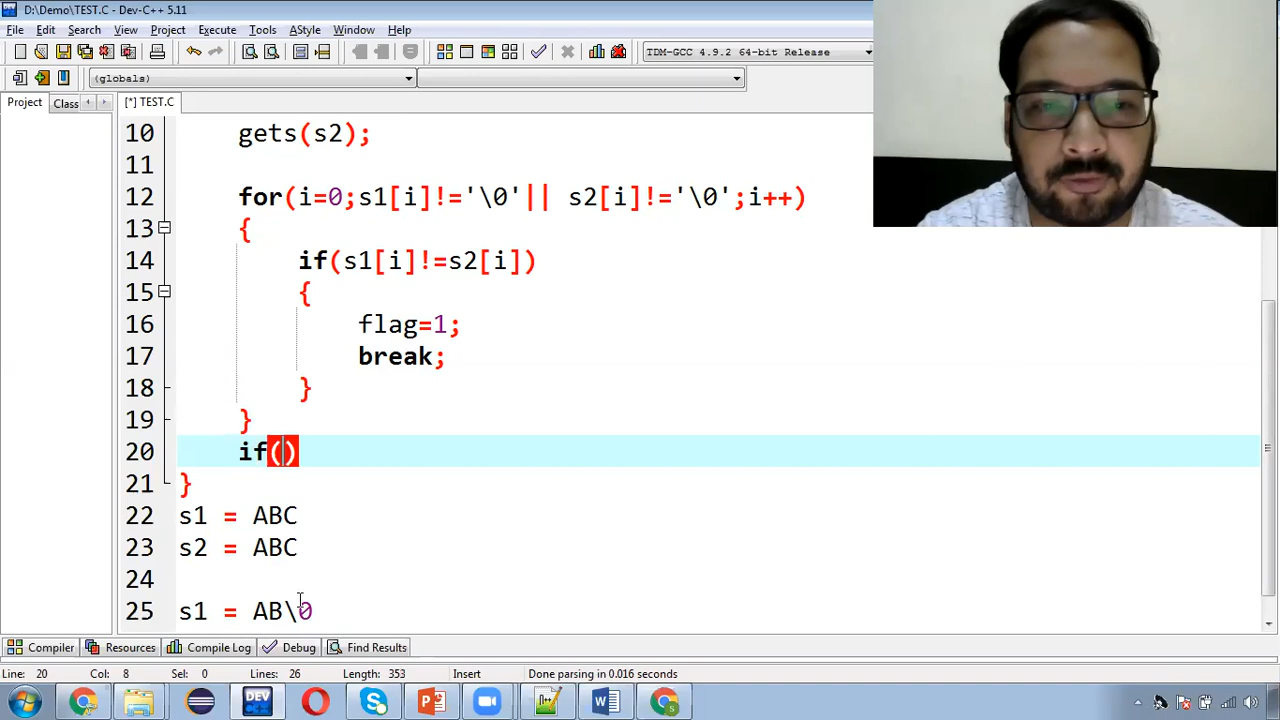 D:\Demo\TEST.C - Dev-C++ 5.11
File Edit Search View Project Execute Tools AStyle Window Help
TDM-GCC 4.9.2 64-bit Release
(globals)
Project Class [*] TEST.C
10 gets(s2);
11
12 for(i=0;s1[i]!='\0'|| s2[i]!='\0';i++)
13 {
14 if(s1[i]!=s2[i])
15 {
16 flag=1;
17 break;
18 }
19 }
20 if()
21 }
22 s1 = ABC
23 s2 = ABC
24
25 s1 = AB\0
Compiler Resources Compile Log Debug Find Results
Line: 20 Col: 8 Sel: 0 Lines: 26 Length: 353 Insert Done parsing in 0.016 seconds
DEV